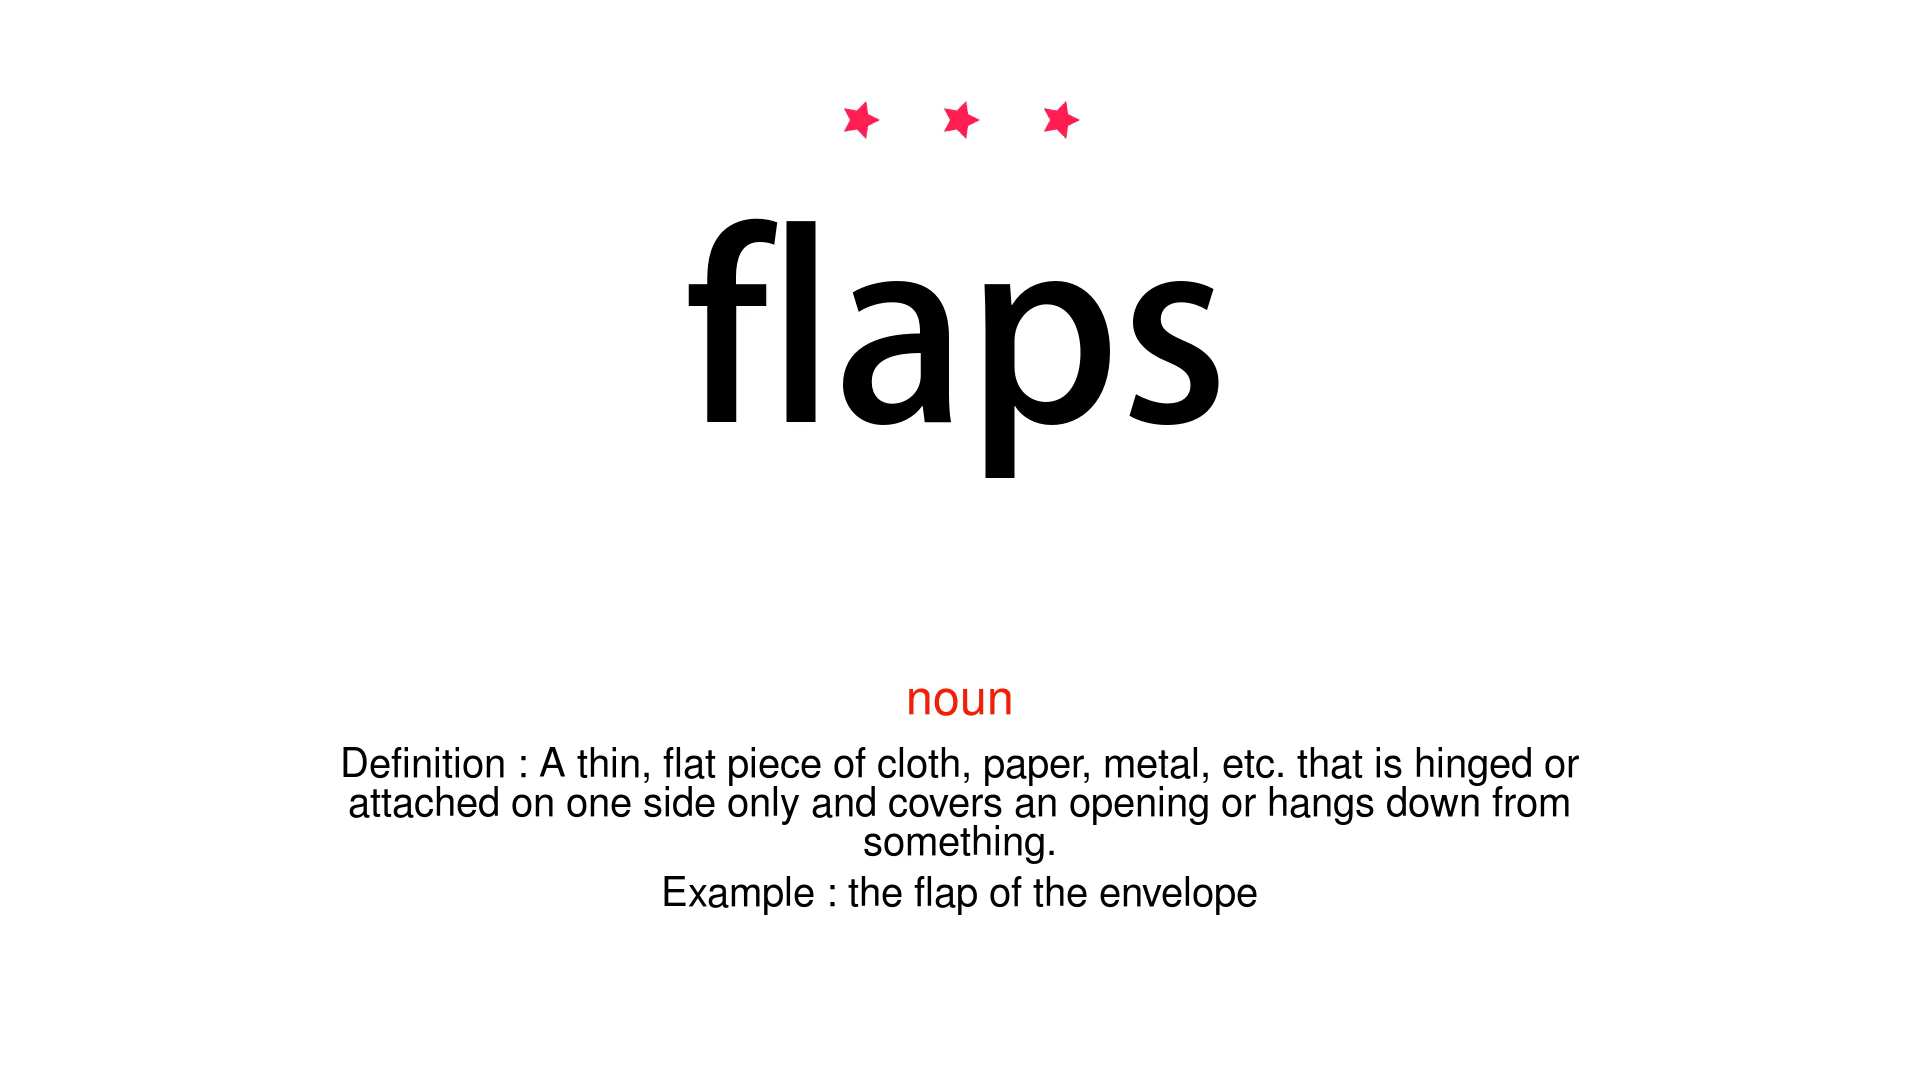 flaps
noun
Definition : A thin, flat piece of cloth, paper, metal, etc. that is hinged or
attached on one side only and covers an opening or hangs down from
something.
Example : the flap of the envelope